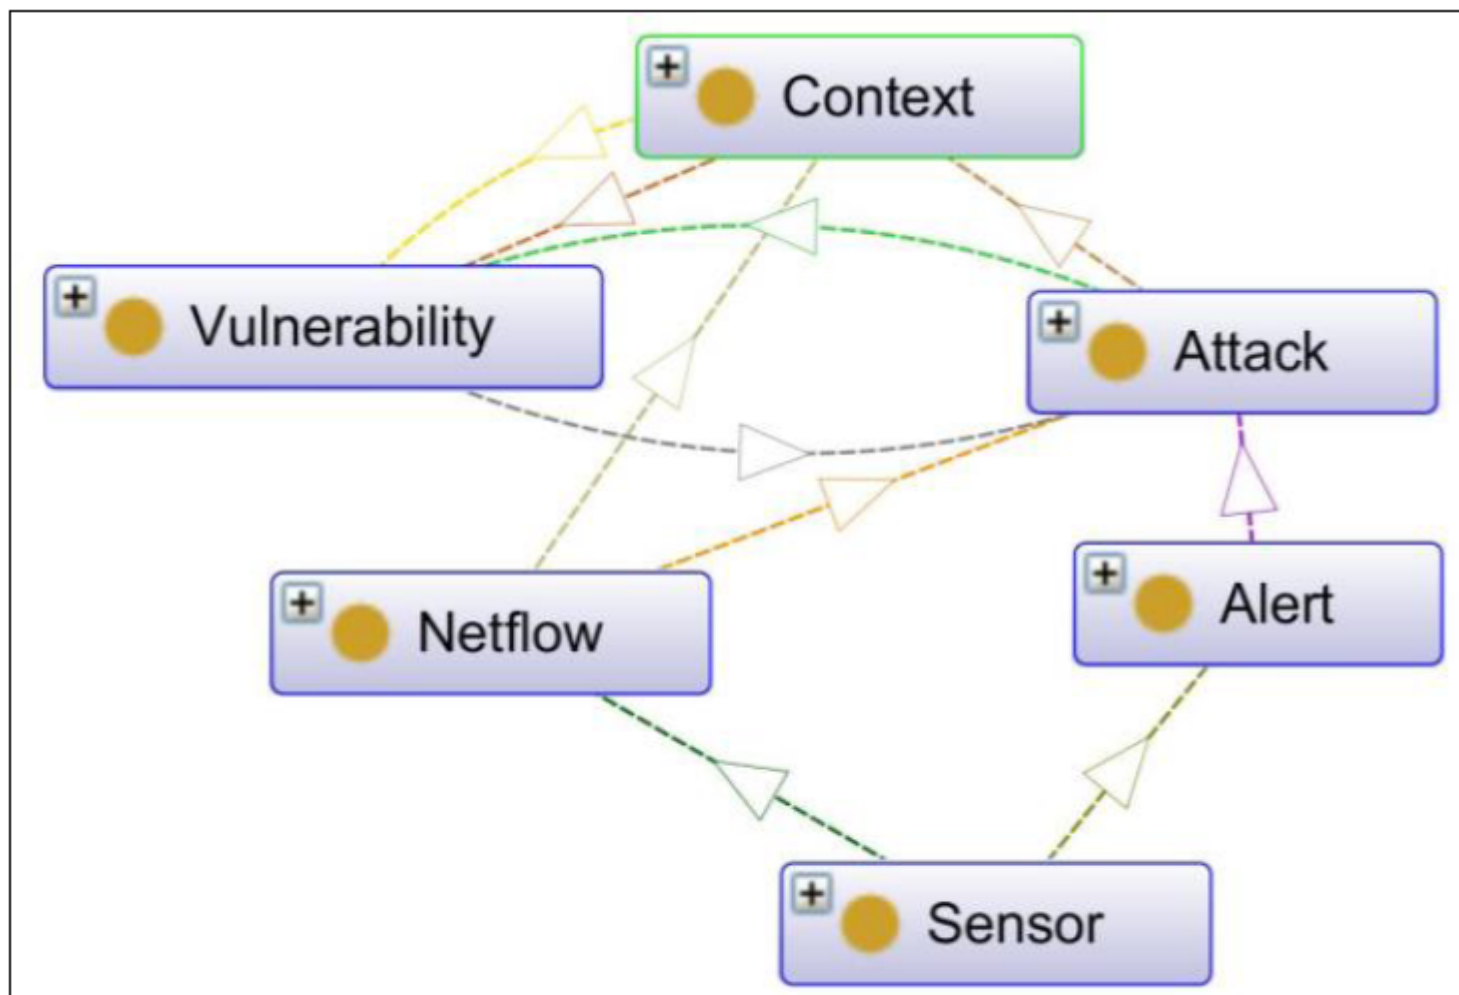 Context
Vulnerability
Attack
Netflow
Alert
Sensor